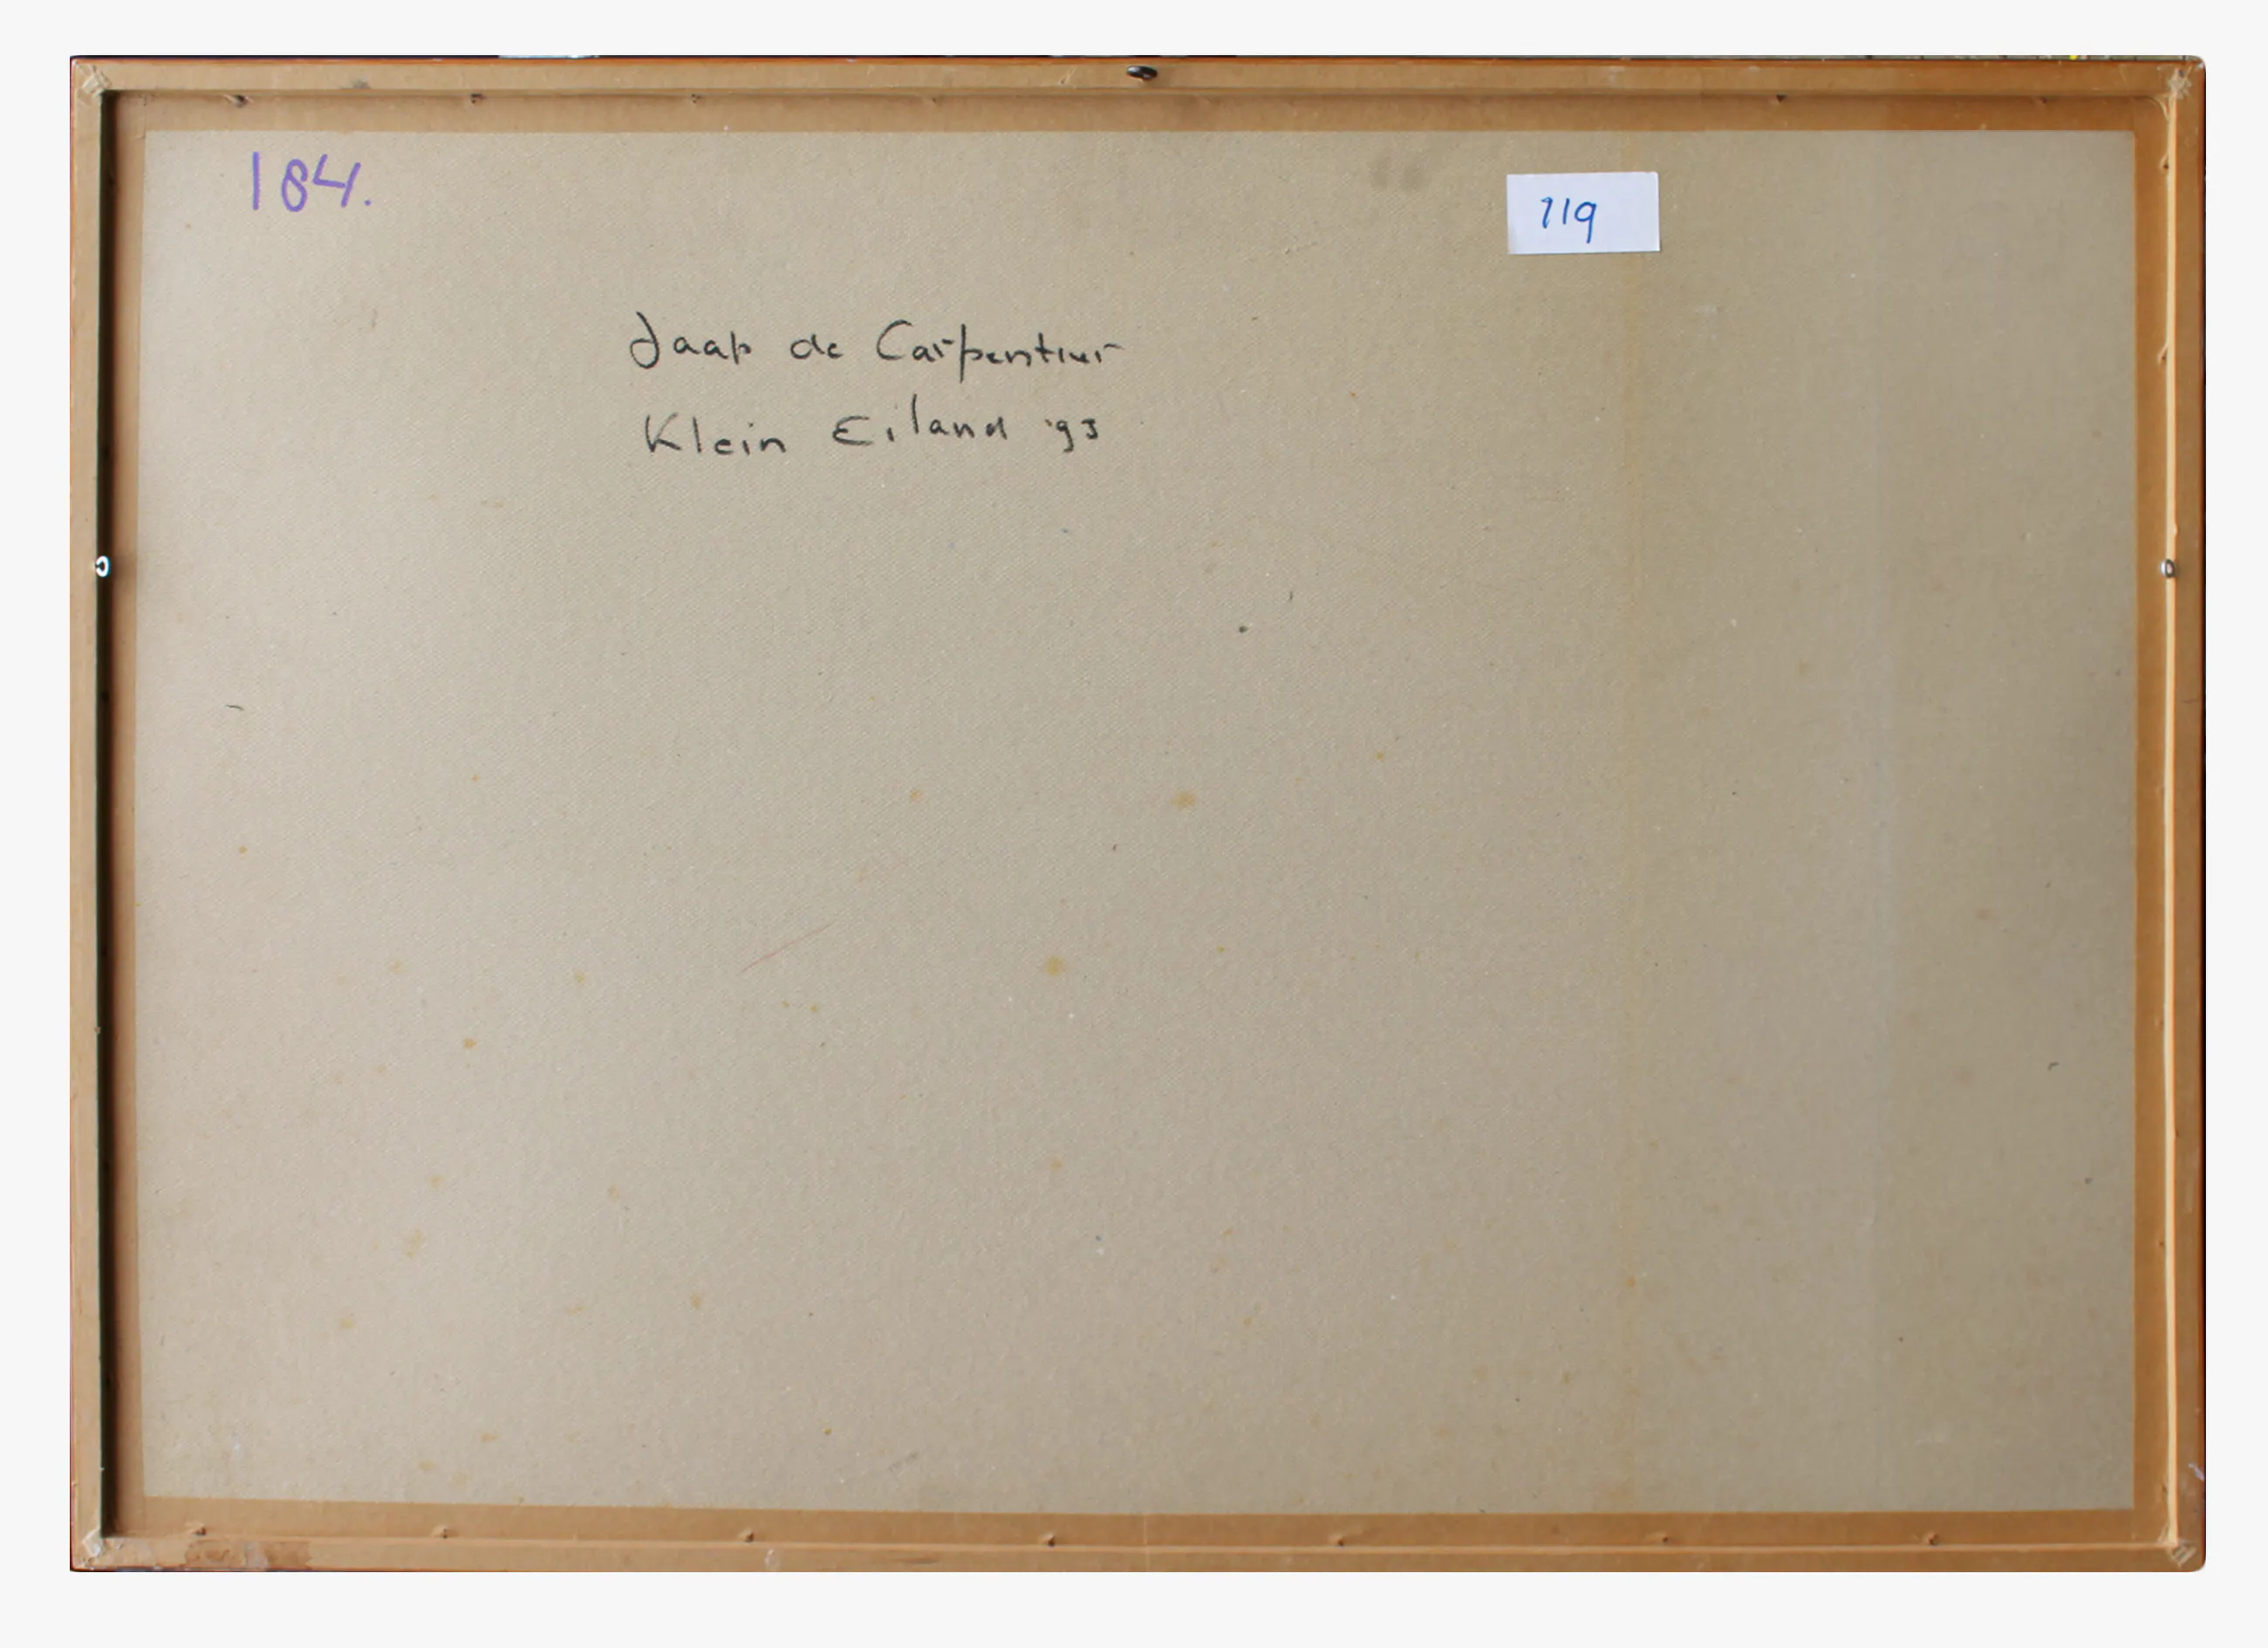 184.
119
Jaap de Carpentier
Klein Eiland '93